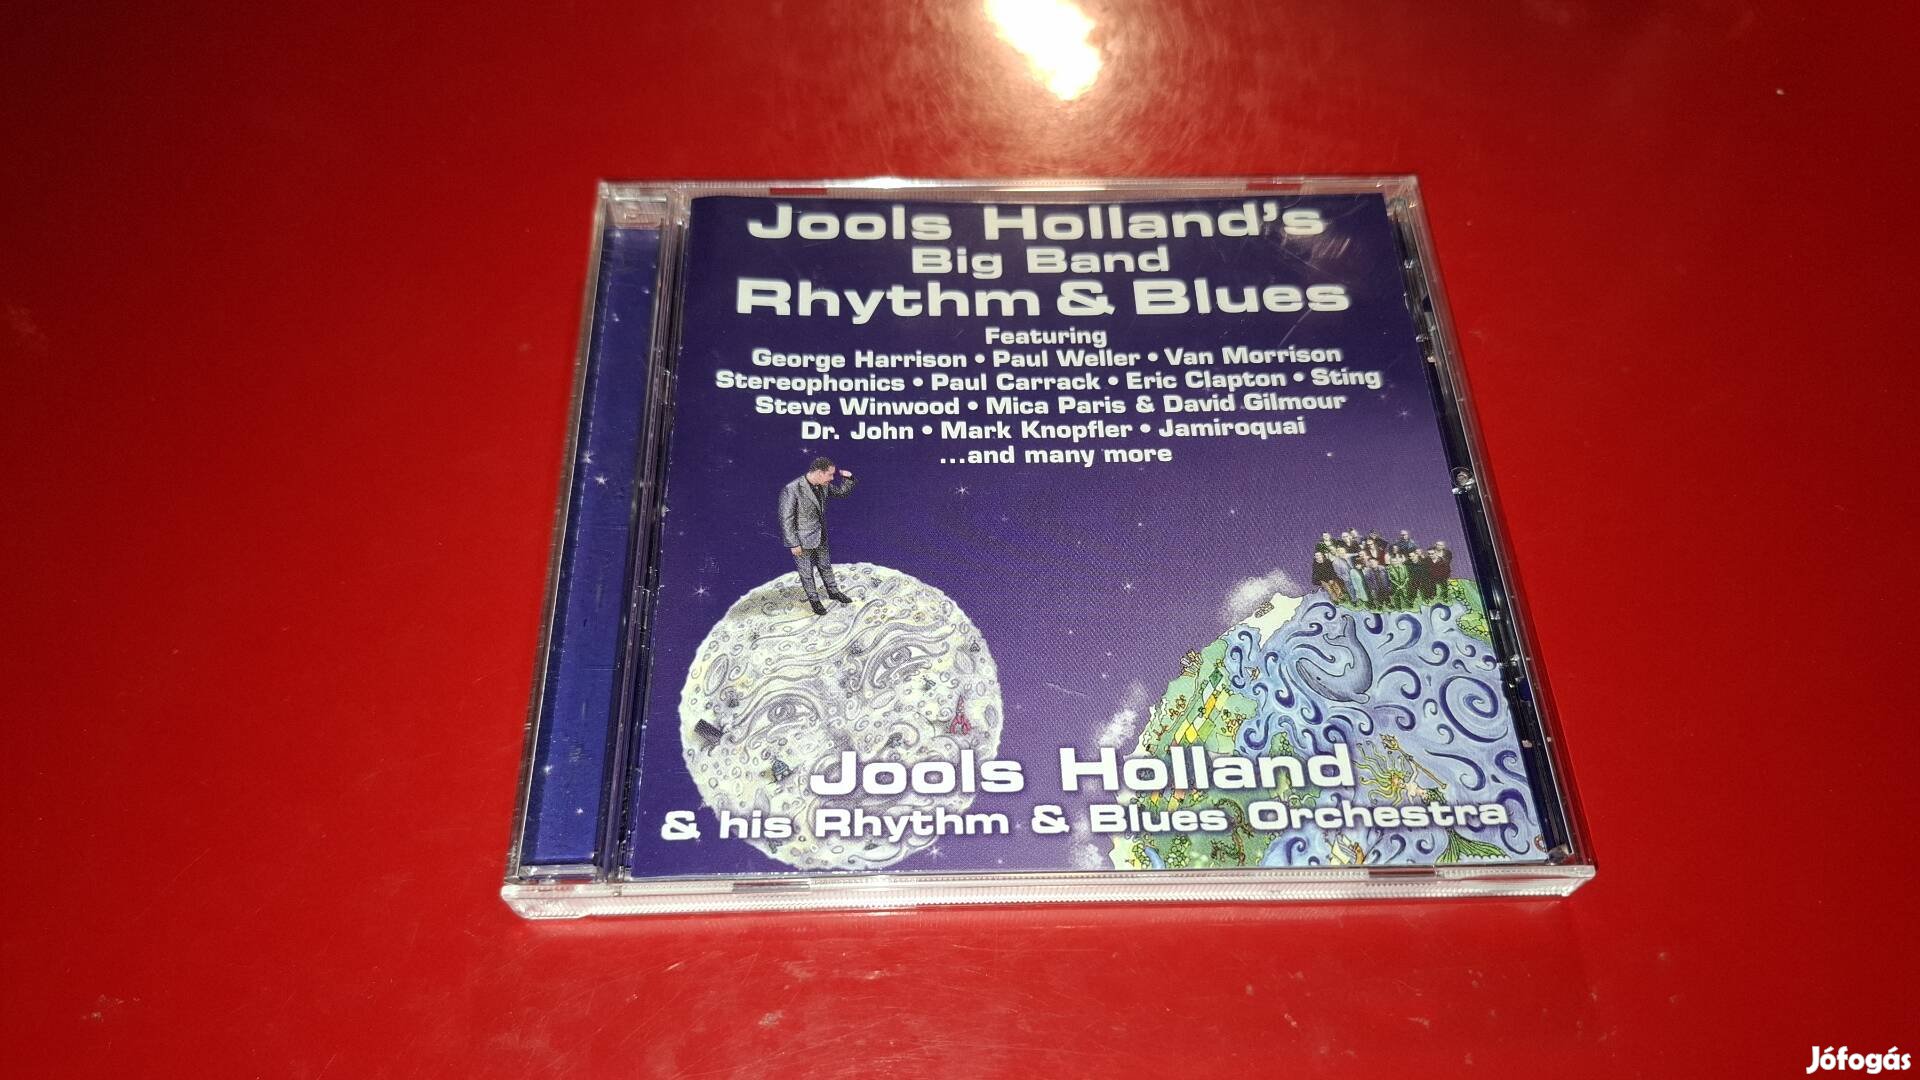 Jools Holland's
Big Band
Rhythm & Blues
Featuring
George Harrison • Paul Weller • Van Morrison
Stereophonics • Paul Carrack • Eric Clapton • Sting
Steve Winwood • Mica Paris & David Gilmour
Dr. John • Mark Knopfler • Jamiroquai
...and many more
Jools Holland
& his Rhythm & Blues Orchestra
Jófogás